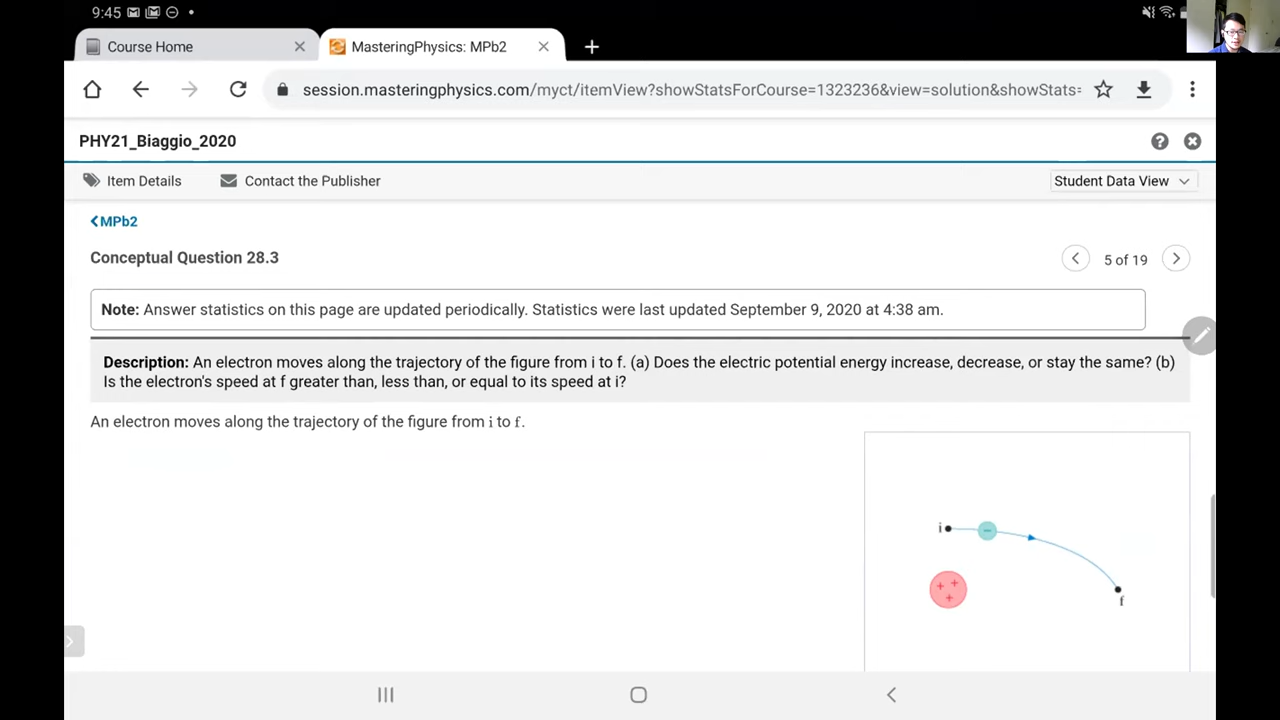 9:45
Course Home
MasteringPhysics: MPb2
session.masteringphysics.com/myct/itemView?showStatsForCourse=1323236&view=solution&showStats=
PHY21_Biaggio_2020
Item Details
Contact the Publisher
Student Data View
MPb2
Conceptual Question 28.3
5 of 19
Note: Answer statistics on this page are updated periodically. Statistics were last updated September 9, 2020 at 4:38 am.
Description: An electron moves along the trajectory of the figure from i to f. (a) Does the electric potential energy increase, decrease, or stay the same? (b)
Is the electron's speed at f greater than, less than, or equal to its speed at i?
An electron moves along the trajectory of the figure from i to f.
i
−
+ +
+
f